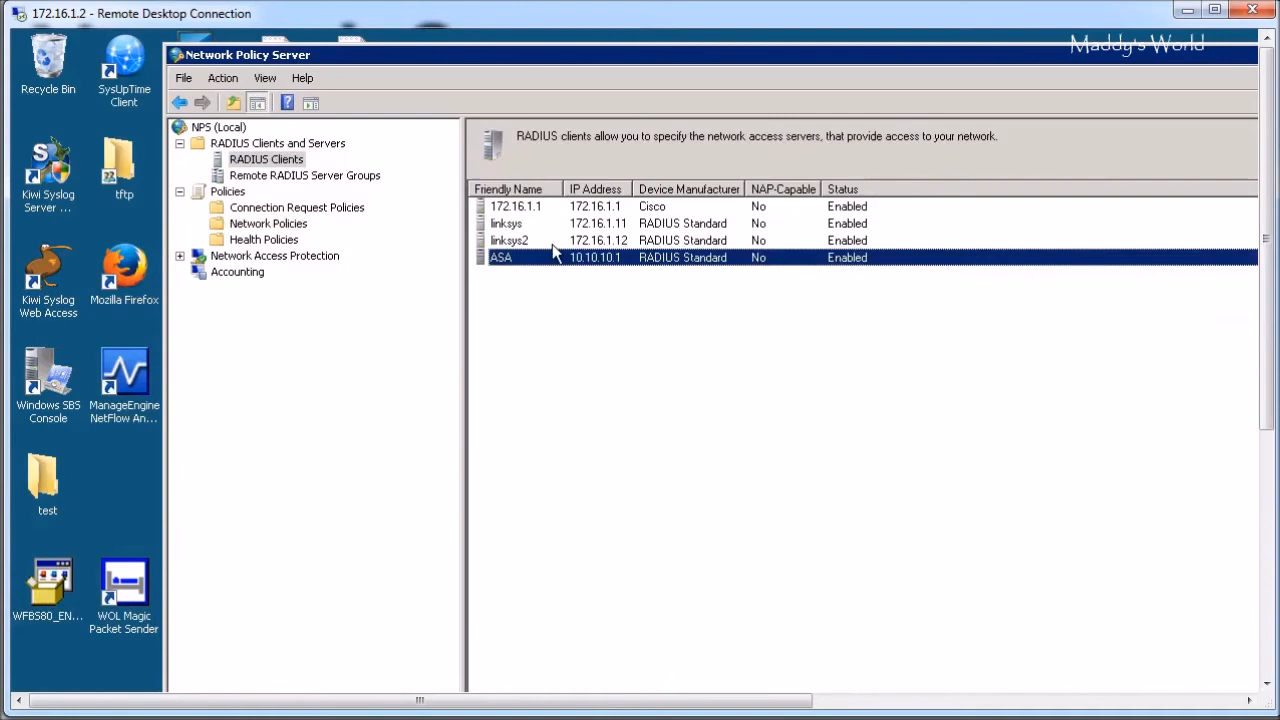 172.16.1.2 - Remote Desktop Connection
Maddy's World
Recycle Bin
SysUpTime
Client
Kiwi Syslog
Server ...
tftp
Kiwi Syslog
Web Access
Mozilla Firefox
Windows SBS
Console
ManageEngine
NetFlow An...
test
WFBS80_EN...
WOL Magic
Packet Sender
Network Policy Server
File Action View Help
NPS (Local)
RADIUS Clients and Servers
RADIUS Clients
Remote RADIUS Server Groups
Policies
Connection Request Policies
Network Policies
Health Policies
Network Access Protection
Accounting
RADIUS clients allow you to specify the network access servers, that provide access to your network.
Friendly Name IP Address Device Manufacturer NAP-Capable Status
172.16.1.1 172.16.1.1 Cisco No Enabled
linksys 172.16.1.11 RADIUS Standard No Enabled
linksys2 172.16.1.12 RADIUS Standard No Enabled
ASA 10.10.10.1 RADIUS Standard No Enabled